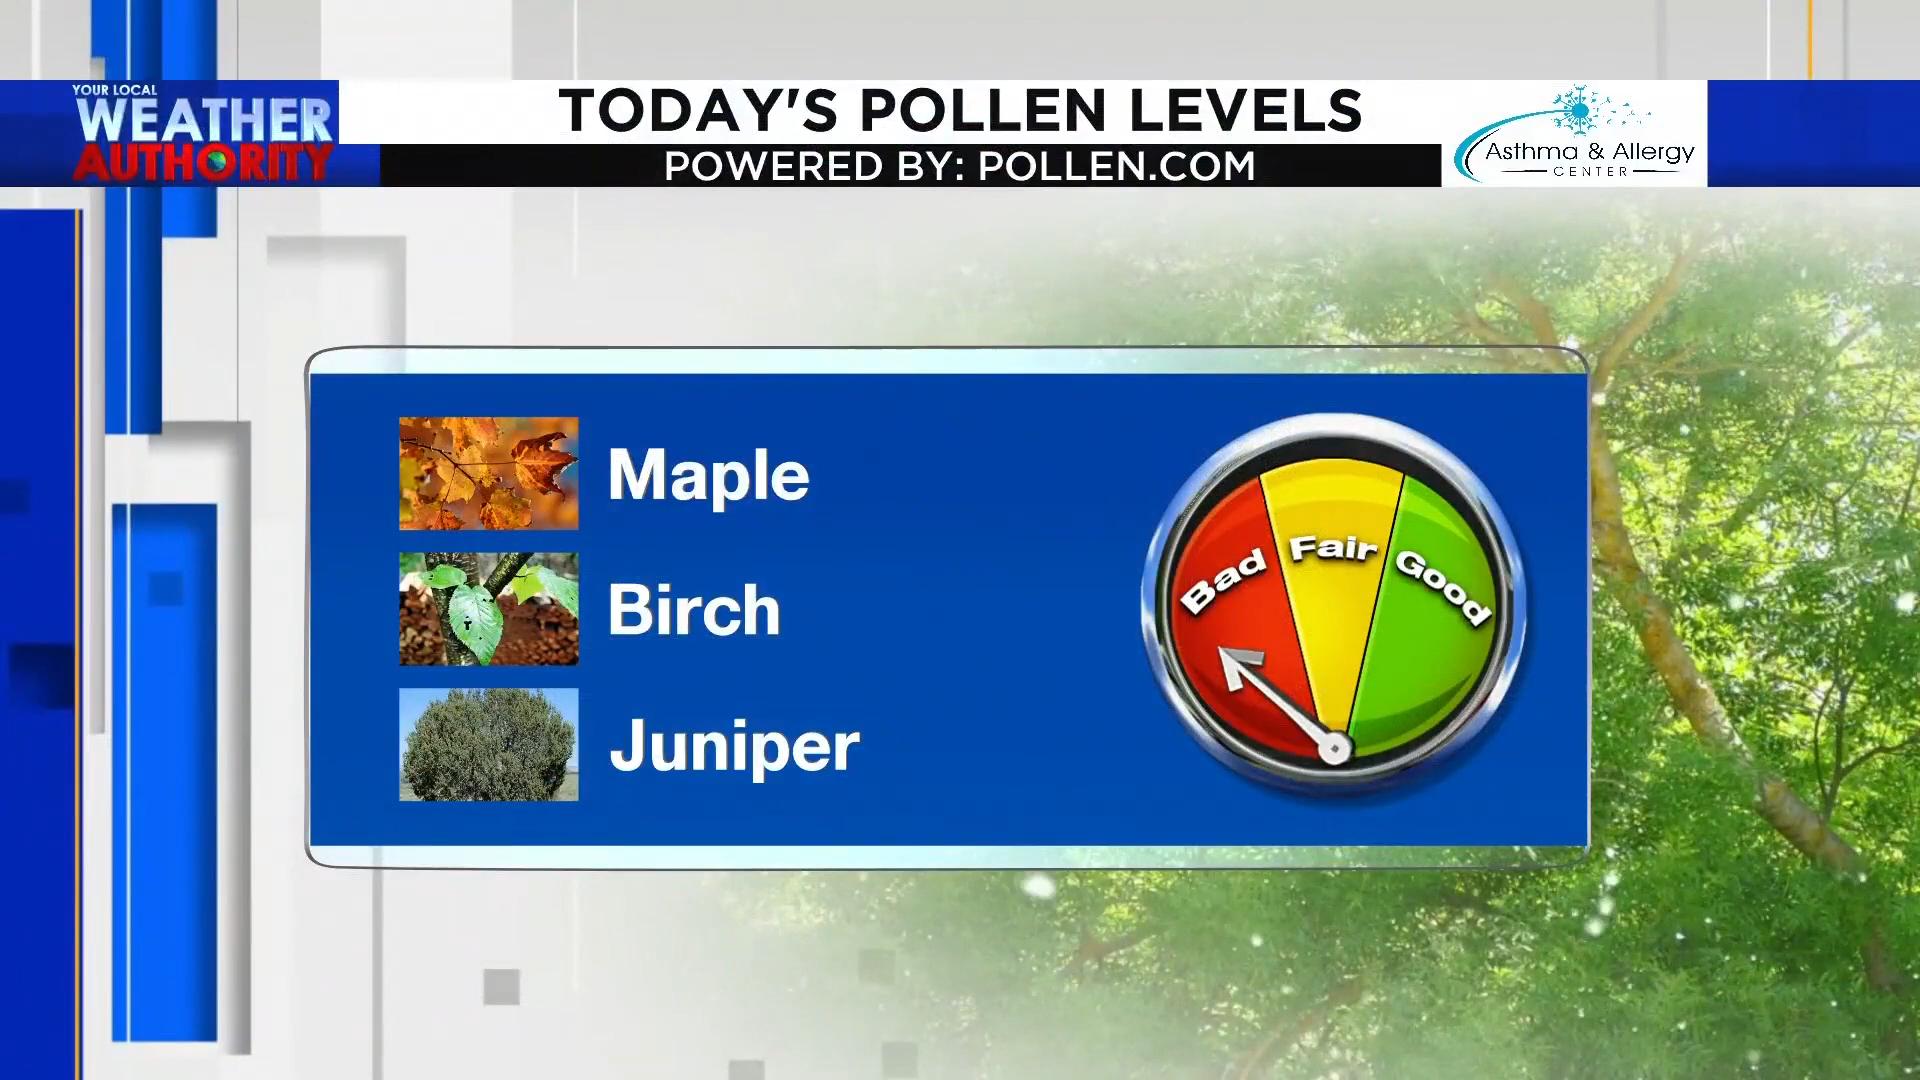 YOUR LOCAL
WEATHER
AUTHORITY
TODAY'S POLLEN LEVELS
POWERED BY: POLLEN.COM
Asthma & Allergy
CENTER
Maple
Birch
Juniper
Bad Fair Good